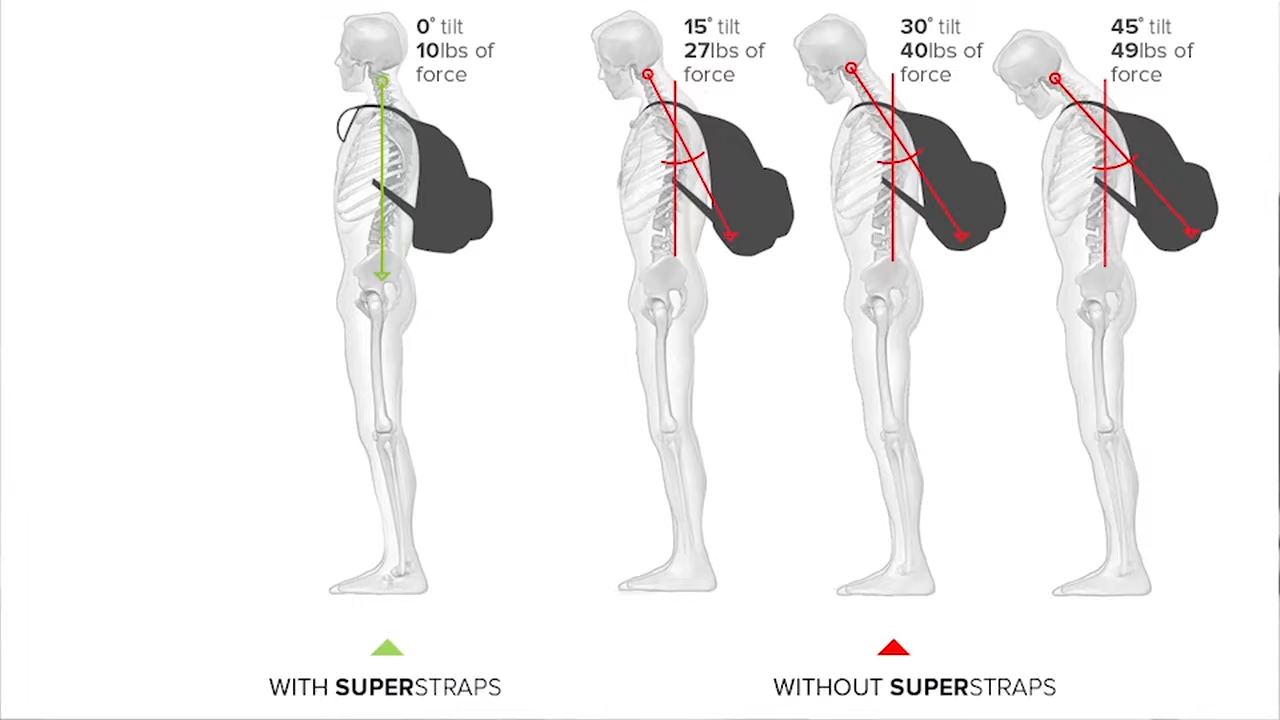 0° tilt
10lbs of
force
15° tilt
27lbs of
force
30° tilt
40lbs of
force
45° tilt
49lbs of
force
WITH SUPERSTRAPS
WITHOUT SUPERSTRAPS